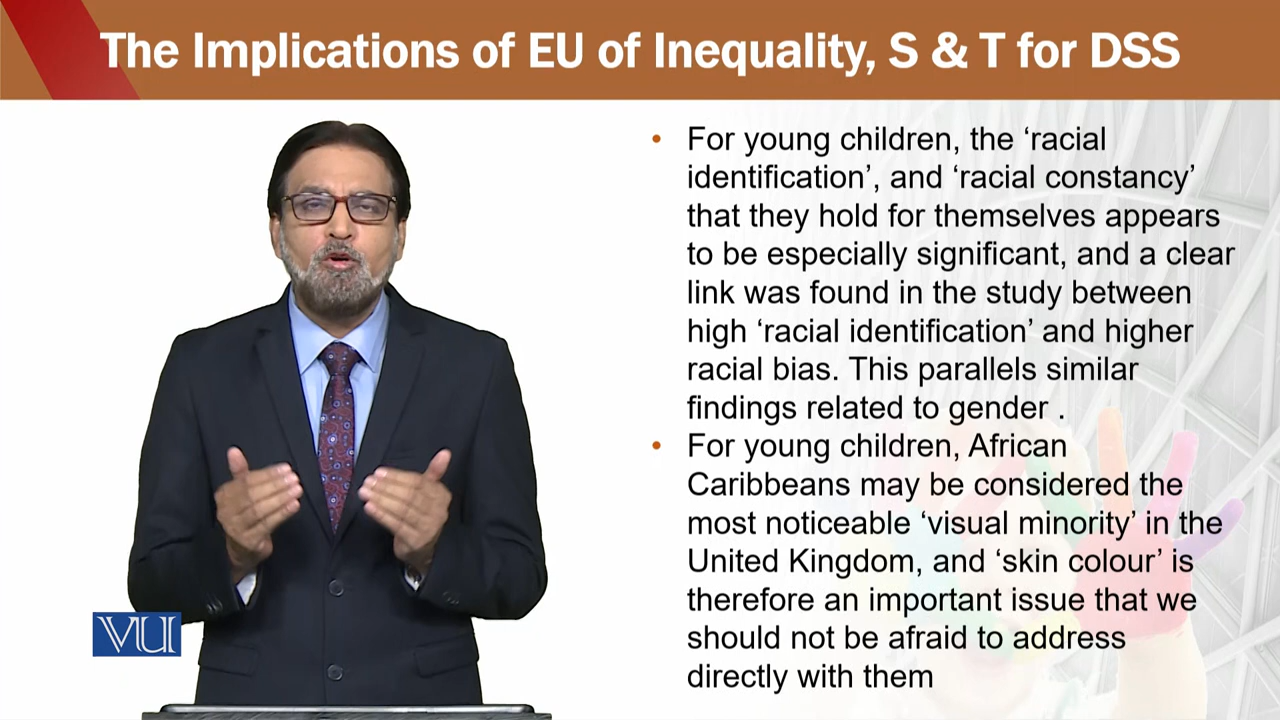 The Implications of EU of Inequality, S & T for DSS
• For young children, the ‘racial
identification’, and ‘racial constancy’
that they hold for themselves appears
to be especially significant, and a clear
link was found in the study between
high ‘racial identification’ and higher
racial bias. This parallels similar
findings related to gender .
• For young children, African
Caribbeans may be considered the
most noticeable ‘visual minority’ in the
United Kingdom, and ‘skin colour’ is
therefore an important issue that we
should not be afraid to address
directly with them
VU